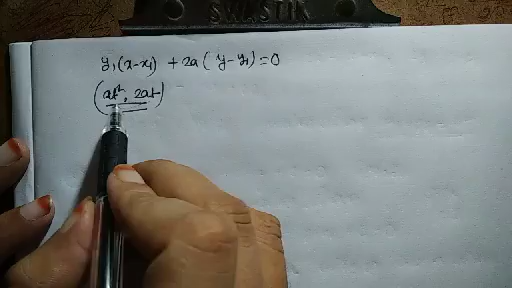 SWASTIK
y₁(x-x₁) + 2a (y-y₁) = 0
(at², 2at)